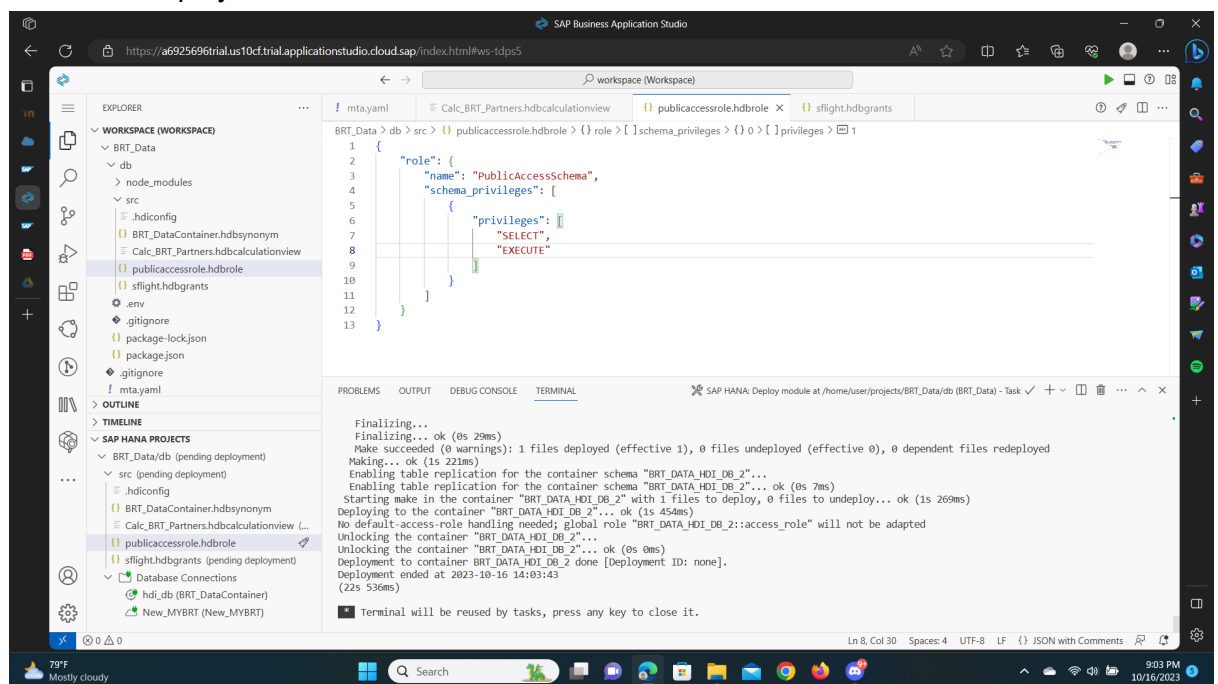 SAP Business Application Studio
https://a6925696trial.us10cf.trial.applicationstudio.cloud.sap/index.html#ws-tdps5
workspace (Workspace)
EXPLORER
WORKSPACE (WORKSPACE)
BRT_Data
db
node_modules
src
.hdiconfig
BRT_DataContainer.hdbsynonym
Calc_BRT_Partners.hdbcalculationview
publicaccessrole.hdbrole
sflight.hdbgrants
.env
.gitignore
package-lock.json
package.json
.gitignore
mta.yaml
OUTLINE
TIMELINE
SAP HANA PROJECTS
BRT_Data/db (pending deployment)
src (pending deployment)
.hdiconfig
BRT_DataContainer.hdbsynonym
Calc_BRT_Partners.hdbcalculationview (...
publicaccessrole.hdbrole
sflight.hdbgrants (pending deployment)
Database Connections
hdi_db (BRT_DataContainer)
New_MYBRT (New_MYBRT)
! mta.yaml Calc_BRT_Partners.hdbcalculationview {} publicaccessrole.hdbrole × {} sflight.hdbgrants
BRT_Data > db > src > {} publicaccessrole.hdbrole > {} role > [ ] schema_privileges > {} 0 > [ ] privileges > 1
1 {
2 "role": {
3 "name": "PublicAccessSchema",
4 "schema_privileges": [
5 {
6 "privileges": [
7 "SELECT",
8 "EXECUTE"
9 ]
10 }
11 ]
12 }
13 }
PROBLEMS OUTPUT DEBUG CONSOLE TERMINAL SAP HANA: Deploy module at /home/user/projects/BRT_Data/db (BRT_Data) - Task
Finalizing...
Finalizing... ok (0s 29ms)
Make succeeded (0 warnings): 1 files deployed (effective 1), 0 files undeployed (effective 0), 0 dependent files redeployed
Making... ok (1s 221ms)
Enabling table replication for the container schema "BRT_DATA_HDI_DB_2"...
Enabling table replication for the container schema "BRT_DATA_HDI_DB_2"... ok (0s 7ms)
Starting make in the container "BRT_DATA_HDI_DB_2" with 1 files to deploy, 0 files to undeploy... ok (1s 269ms)
Deploying to the container "BRT_DATA_HDI_DB_2"... ok (1s 454ms)
No default-access-role handling needed; global role "BRT_DATA_HDI_DB_2::access_role" will not be adapted
Unlocking the container "BRT_DATA_HDI_DB_2"...
Unlocking the container "BRT_DATA_HDI_DB_2"... ok (0s 0ms)
Deployment to container BRT_DATA_HDI_DB_2 done [Deployment ID: none].
Deployment ended at 2023-10-16 14:03:43
(22s 536ms)
* Terminal will be reused by tasks, press any key to close it.
0 0 Ln 8, Col 30 Spaces: 4 UTF-8 LF {} JSON with Comments
79°F
Mostly cloudy
Search
9:03 PM
10/16/2023
5